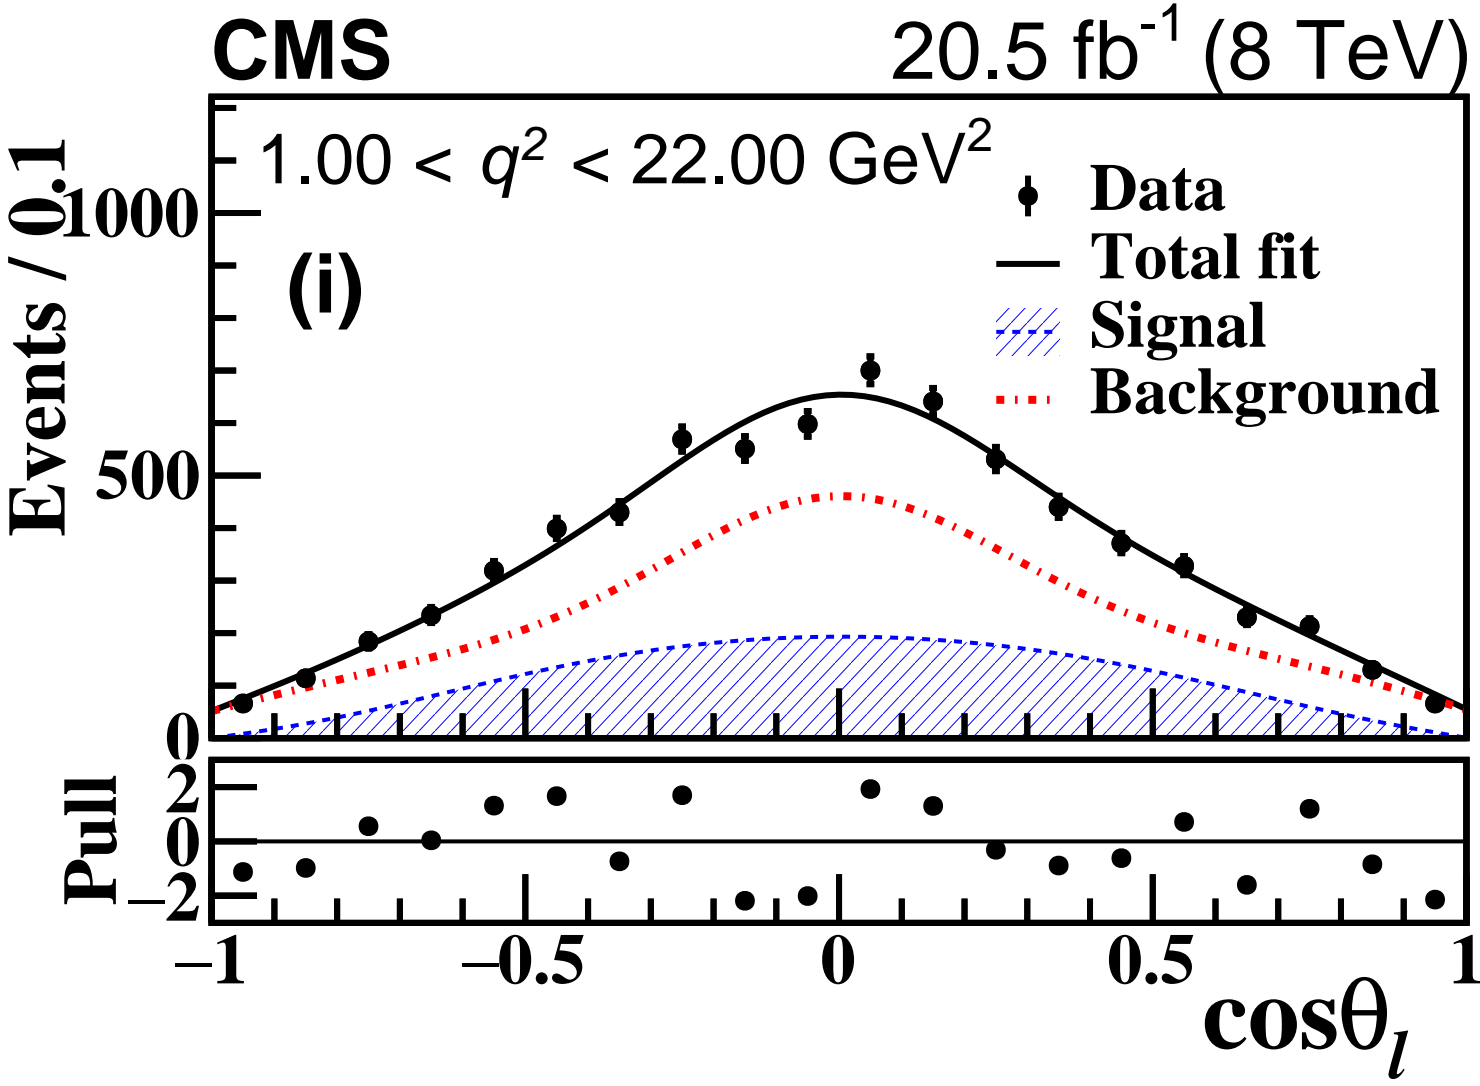 CMS
20.5 fb⁻¹ (8 TeV)
1.00 < q² < 22.00 GeV²
(i)
Data
Total fit
Signal
Background
Events / 0.1
1000
500
0
Pull
2
0
−2
−1
−0.5
0
0.5
1
cosθ_l